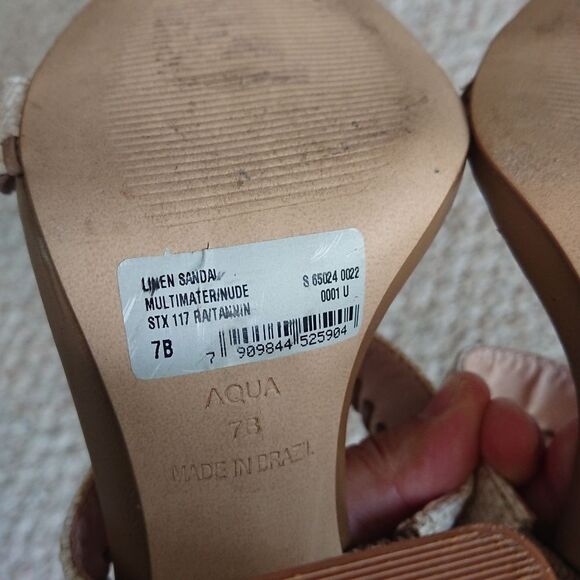 LINEN SANDAL S 65024 0022
MULTIMATER/NUDE 0001 U
STX 117 RA/TANNIN
7B
7 909844 525904
AQUA
7B
MADE IN BRAZIL